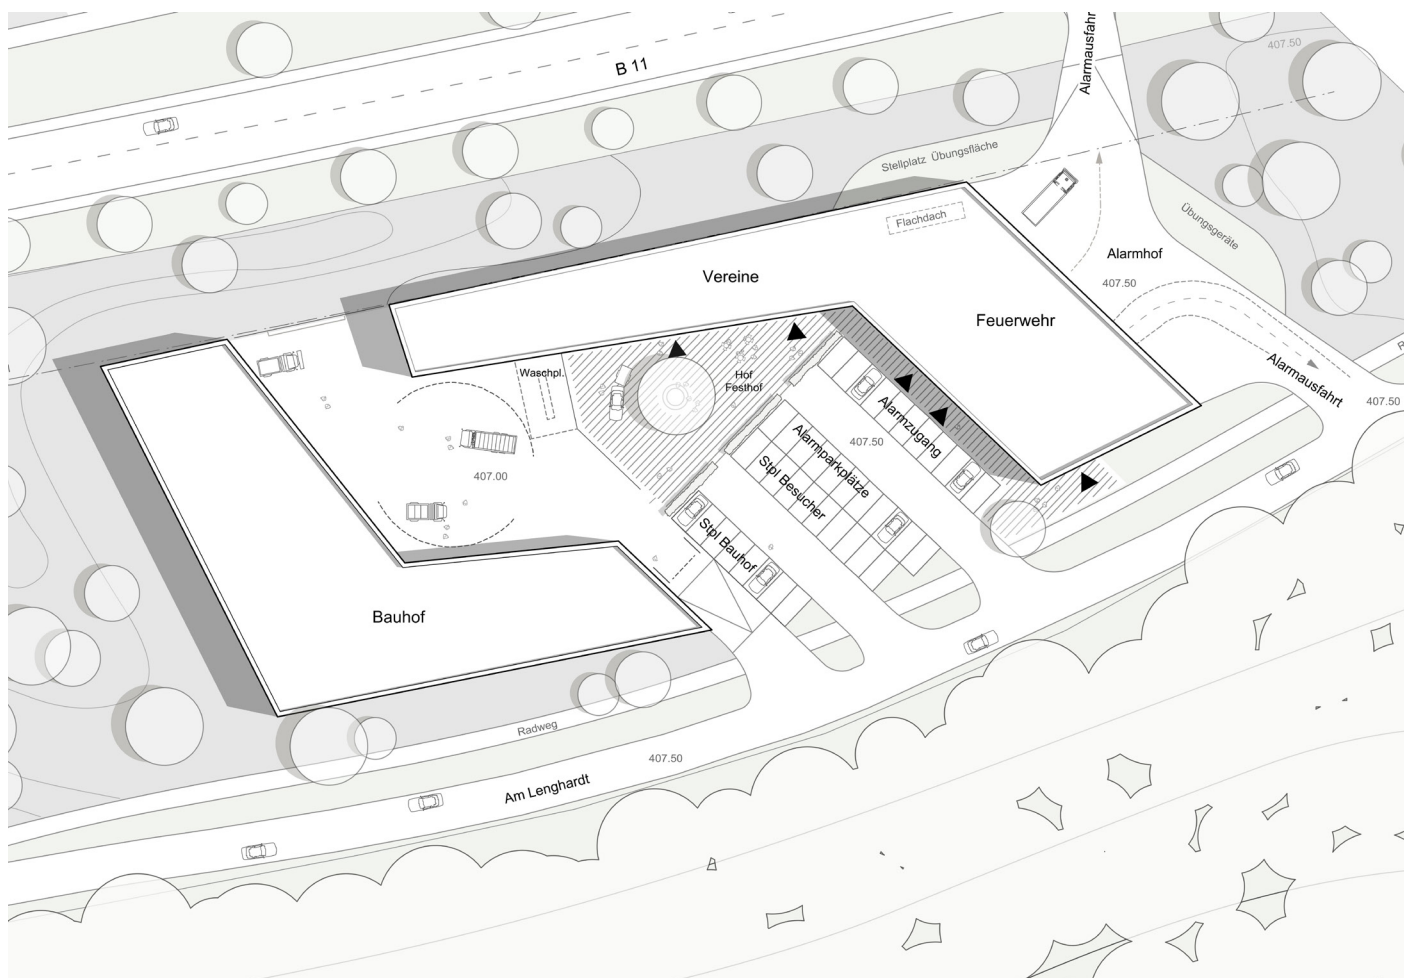 Alarmausfahr
407.50
B 11
Stellplatz Übungsfläche
Flachdach
Übungsgeräte
Vereine
Alarmhof
407.50
Feuerwehr
Waschpl.
Hof
Festhof
Alarmausfahrt
R
407.50
Alarmzugang
Alarmparkplätze
407.50
Stpl Besucher
407.00
Stpl Bauhof
Bauhof
Radweg
407.50
Am Lenghardt